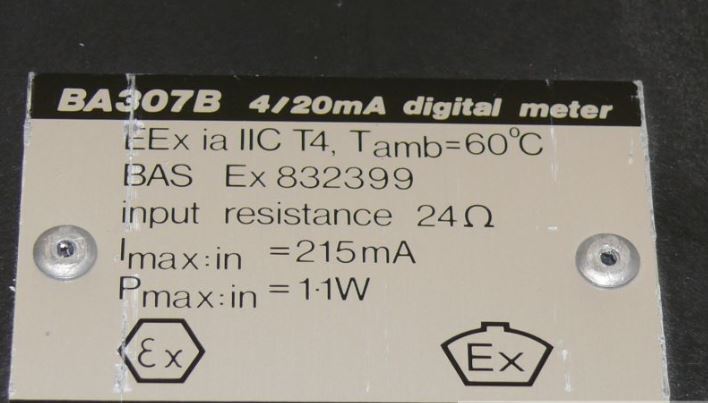 BA307B 4/20mA digital meter
EEx ia IIC T4, Tamb=60°C
BAS Ex 832399
input resistance 24Ω
Imax:in =215mA
Pmax:in =1·1W
εx Ex